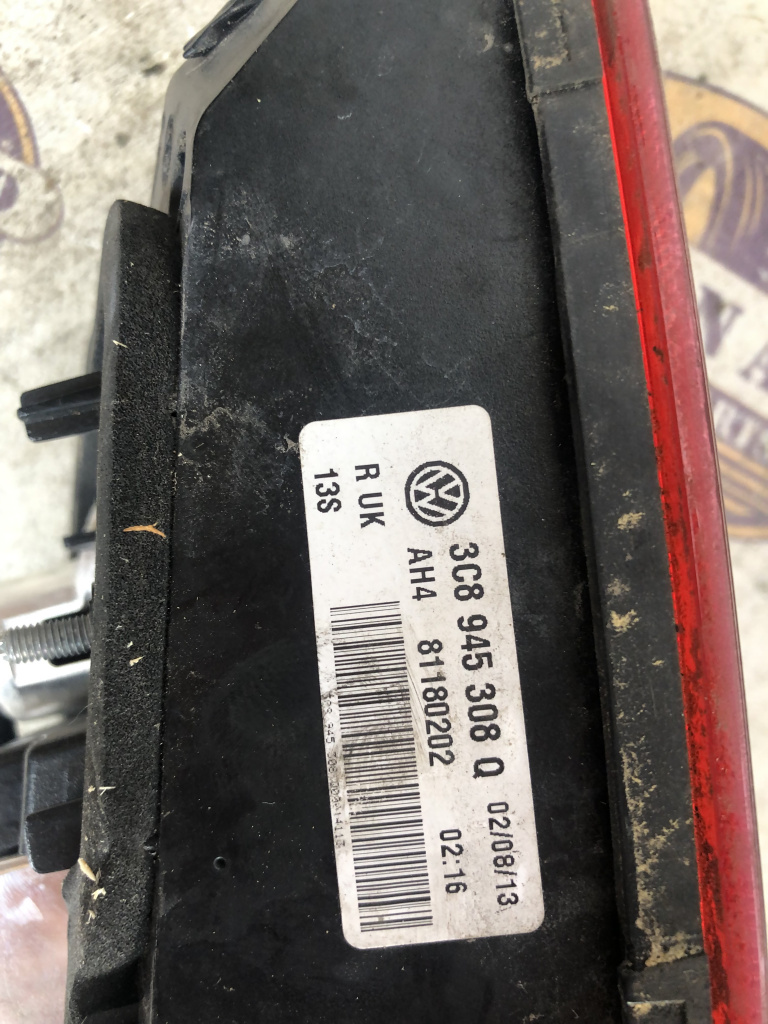 3C8 945 308 Q 02/08/13
AH4 81180202 02:16
R UK
13S